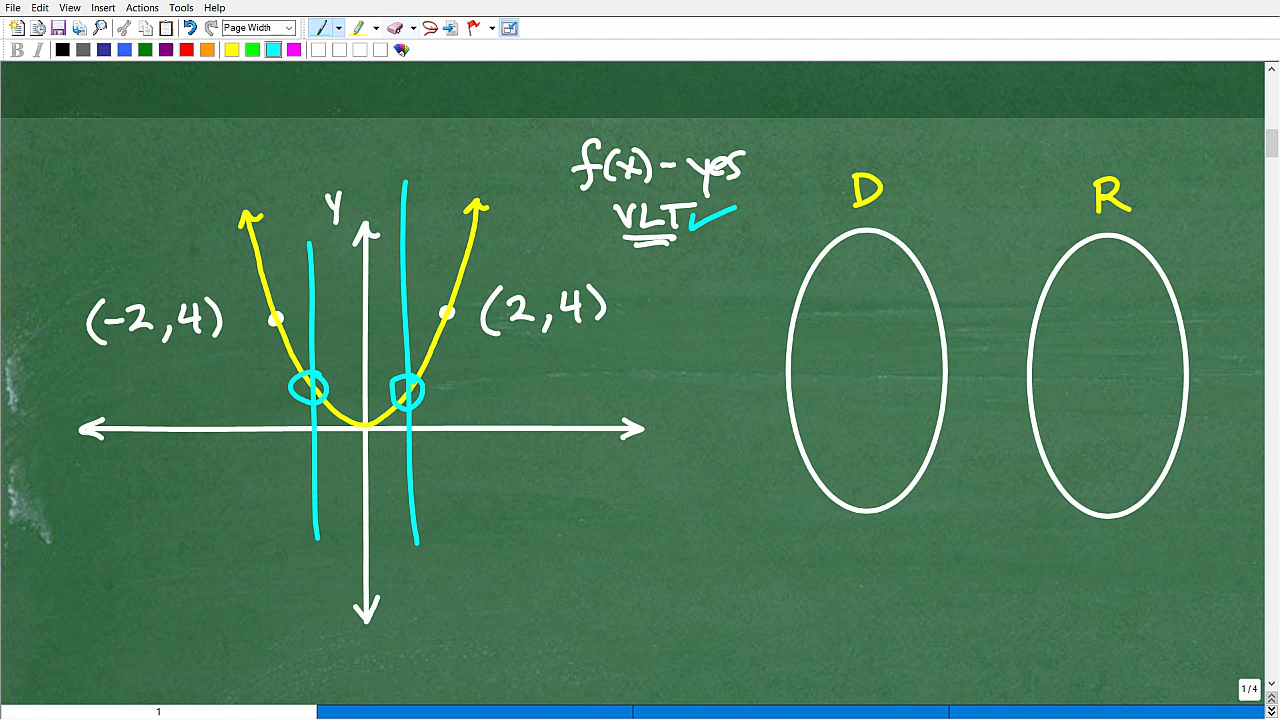 File Edit View Insert Actions Tools Help
Page Width
B I
f(x) - yes
VLT
D
R
Y
(-2,4)
(2,4)
1/4
1